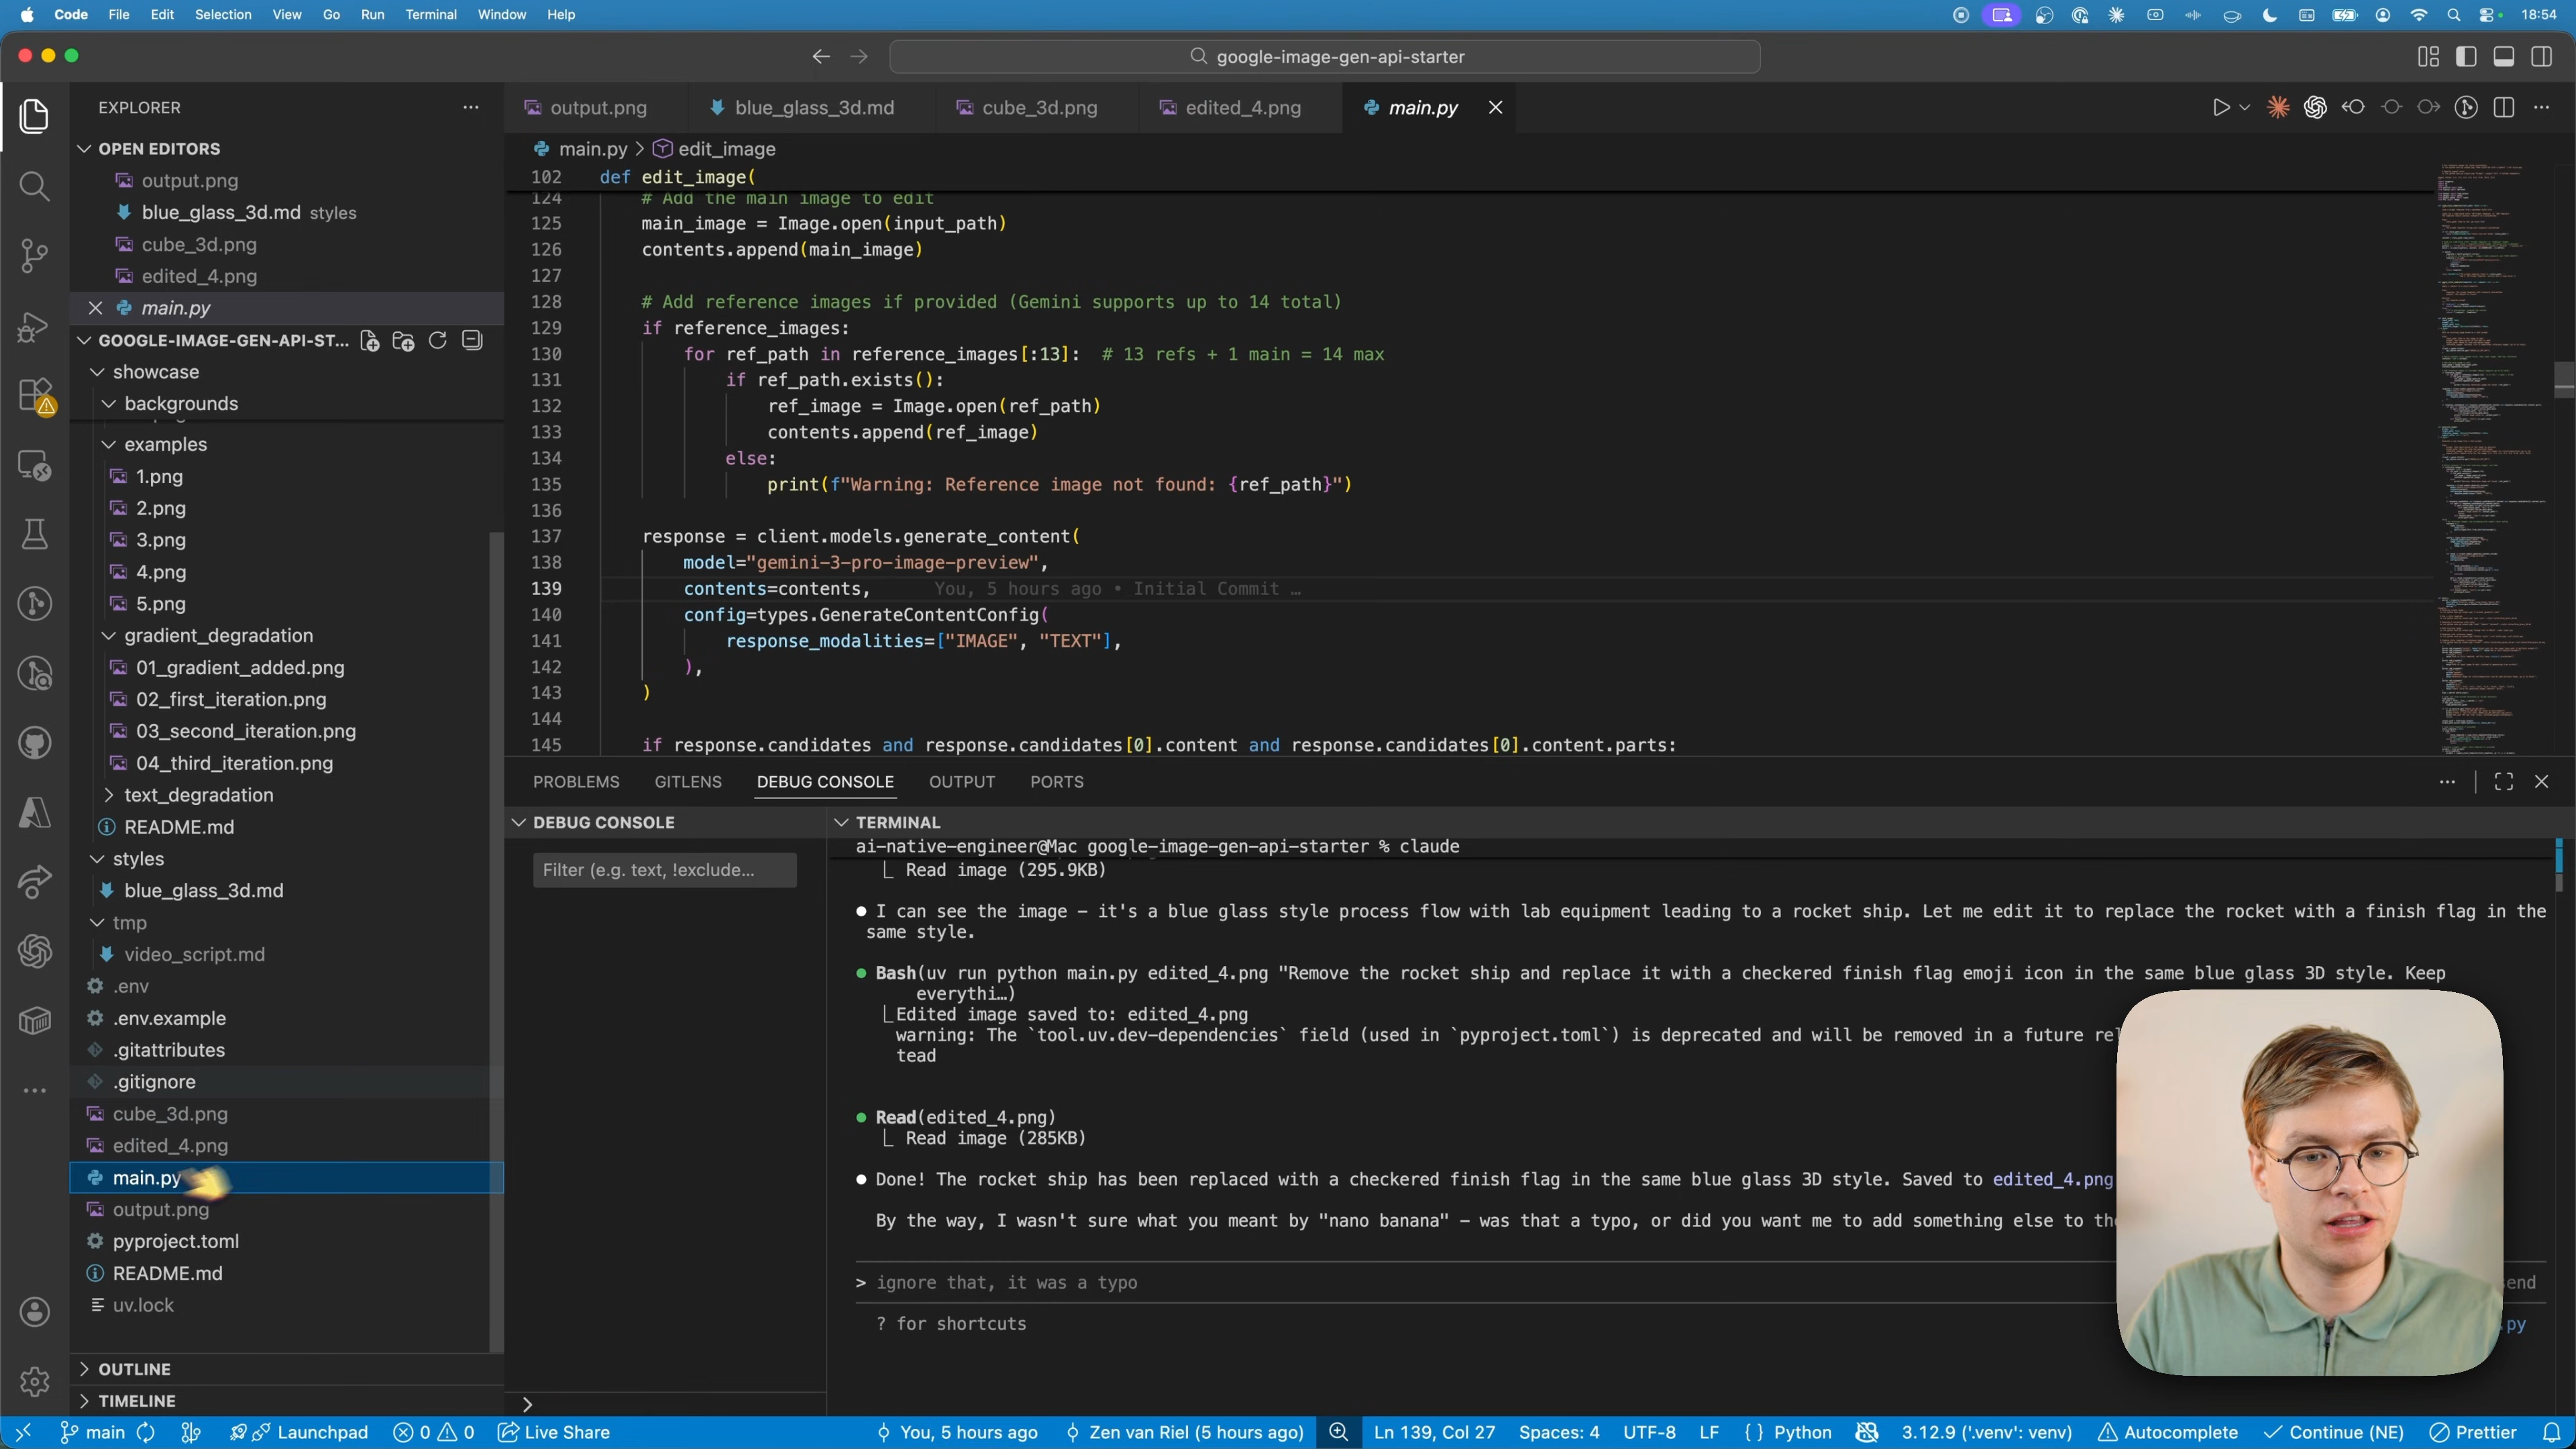 Code File Edit Selection View Go Run Terminal Window Help 18:54
google-image-gen-api-starter
EXPLORER
OPEN EDITORS
output.png
blue_glass_3d.md styles
cube_3d.png
edited_4.png
main.py
GOOGLE-IMAGE-GEN-API-ST...
showcase
backgrounds
examples
1.png
2.png
3.png
4.png
5.png
gradient_degradation
01_gradient_added.png
02_first_iteration.png
03_second_iteration.png
04_third_iteration.png
text_degradation
README.md
styles
blue_glass_3d.md
tmp
video_script.md
.env
.env.example
.gitattributes
.gitignore
cube_3d.png
edited_4.png
main.py
output.png
pyproject.toml
README.md
uv.lock
OUTLINE
TIMELINE
output.png blue_glass_3d.md cube_3d.png edited_4.png main.py
main.py > edit_image
102 def edit_image(
124 # Add the main image to edit
125 main_image = Image.open(input_path)
126 contents.append(main_image)
127
128 # Add reference images if provided (Gemini supports up to 14 total)
129 if reference_images:
130 for ref_path in reference_images[:13]: # 13 refs + 1 main = 14 max
131 if ref_path.exists():
132 ref_image = Image.open(ref_path)
133 contents.append(ref_image)
134 else:
135 print(f"Warning: Reference image not found: {ref_path}")
136
137 response = client.models.generate_content(
138 model="gemini-3-pro-image-preview",
139 contents=contents, You, 5 hours ago • Initial Commit …
140 config=types.GenerateContentConfig(
141 response_modalities=["IMAGE", "TEXT"],
142 ),
143 )
144
145 if response.candidates and response.candidates[0].content and response.candidates[0].content.parts:
PROBLEMS GITLENS DEBUG CONSOLE OUTPUT PORTS
DEBUG CONSOLE
Filter (e.g. text, !exclude...
TERMINAL
ai-native-engineer@Mac google-image-gen-api-starter % claude
Read image (295.9KB)
I can see the image – it's a blue glass style process flow with lab equipment leading to a rocket ship. Let me edit it to replace the rocket with a finish flag in the
same style.
Bash(uv run python main.py edited_4.png "Remove the rocket ship and replace it with a checkered finish flag emoji icon in the same blue glass 3D style. Keep
everythi…)
Edited image saved to: edited_4.png
warning: The `tool.uv.dev-dependencies` field (used in `pyproject.toml`) is deprecated and will be removed in a future
tead
Read(edited_4.png)
Read image (285KB)
Done! The rocket ship has been replaced with a checkered finish flag in the same blue glass 3D style. Saved to edited_4.png
By the way, I wasn't sure what you meant by "nano banana" – was that a typo, or did you want me to add something else to
> ignore that, it was a typo
? for shortcuts
.py
main Launchpad 0 0 Live Share You, 5 hours ago Zen van Riel (5 hours ago) Ln 139, Col 27 Spaces: 4 UTF-8 LF { } Python 3.12.9 ('.venv': venv) Autocomplete Continue (NE) Prettier